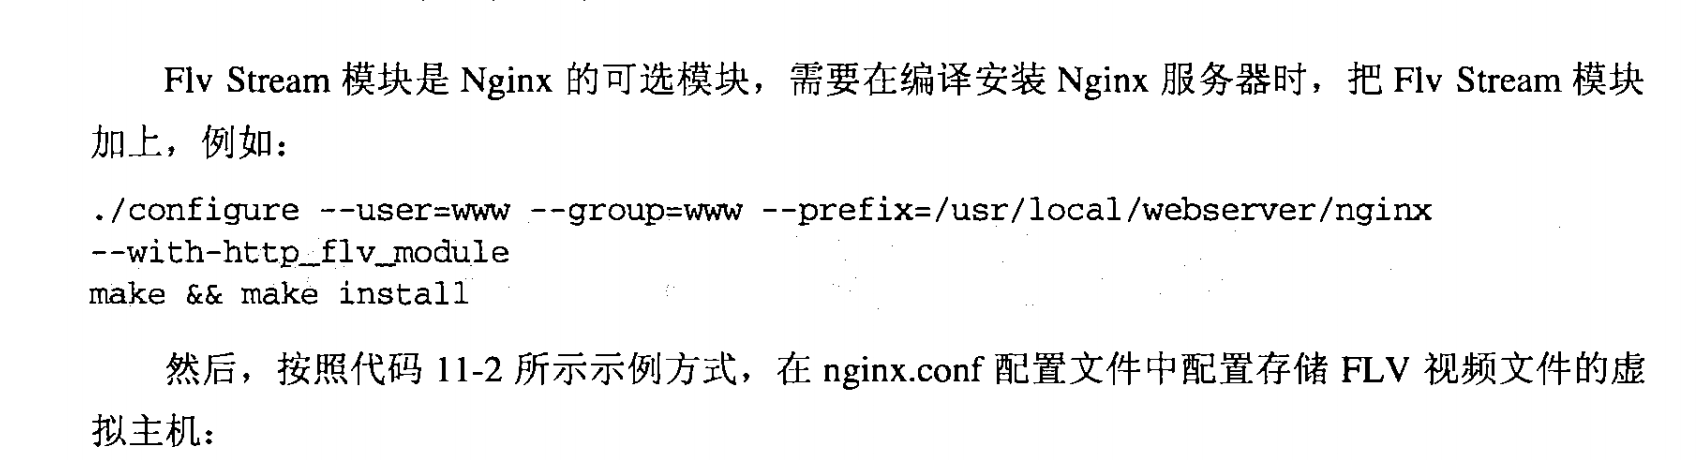 Flv Stream 模块是 Nginx 的可选模块，需要在编译安装 Nginx 服务器时，把 Flv Stream 模块
加上，例如：
./configure --user=www --group=www --prefix=/usr/local/webserver/nginx
--with-http_flv_module
make && make install
然后，按照代码 11-2 所示示例方式，在 nginx.conf 配置文件中配置存储 FLV 视频文件的虚
拟主机：